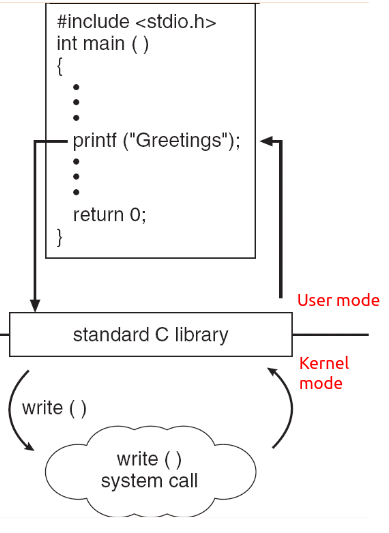 #include <stdio.h>
int main ( )
{
•
•
•
printf ("Greetings");
•
•
•
return 0;
}
User mode
standard C library
Kernel
mode
write ( )
write ( )
system call